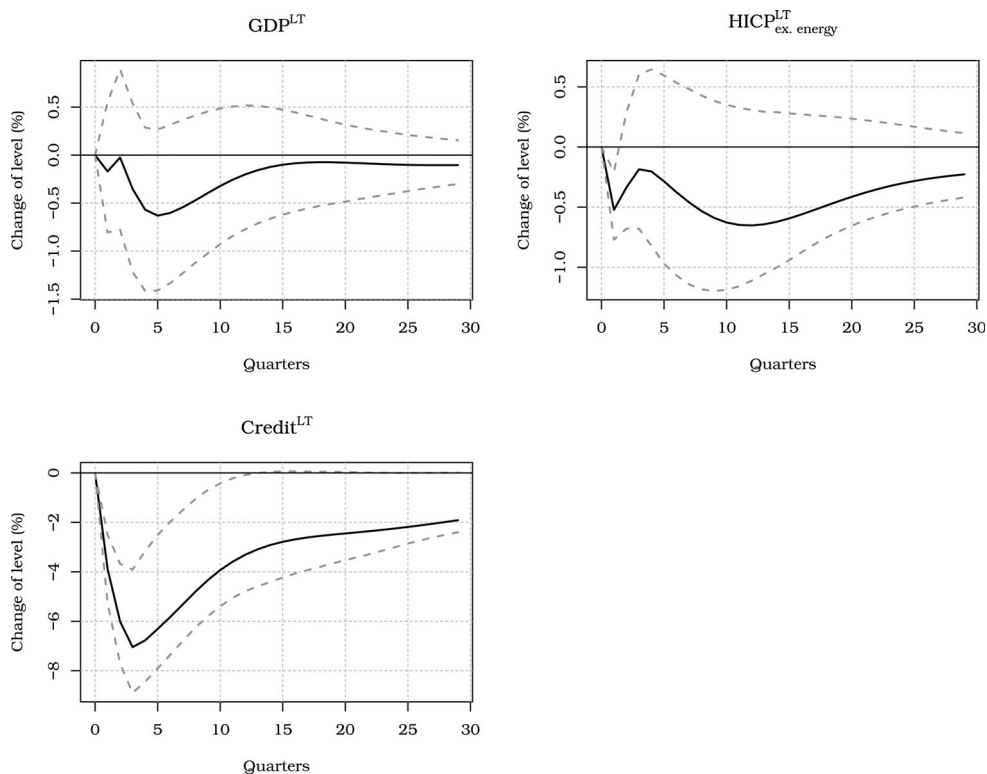 GDP^LT
Change of level (%)
0.5
0.0
−0.5
−1.0
−1.5
0 5 10 15 20 25 30
Quarters
HICP^LT_ex. energy
Change of level (%)
0.5
0.0
−0.5
−1.0
0 5 10 15 20 25 30
Quarters
Credit^LT
Change of level (%)
0
−2
−4
−6
−8
0 5 10 15 20 25 30
Quarters